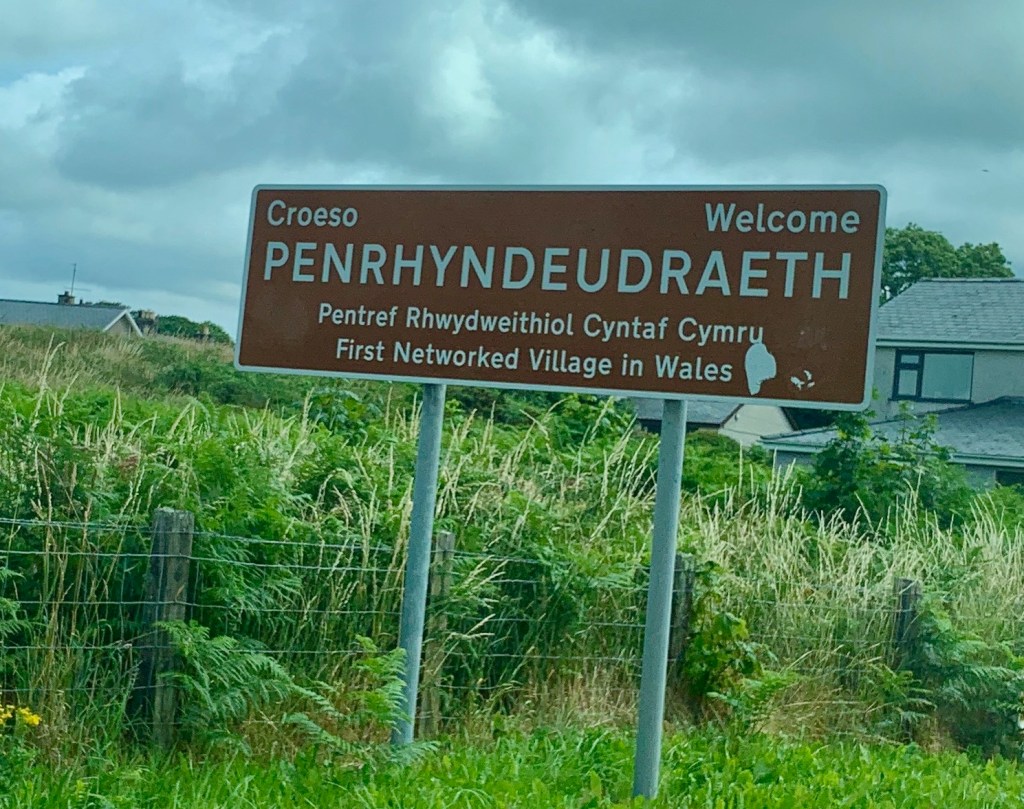 Croeso Welcome
PENRHYNDEUDRAETH
Pentref Rhwydweithiol Cyntaf Cymru
First Networked Village in Wales